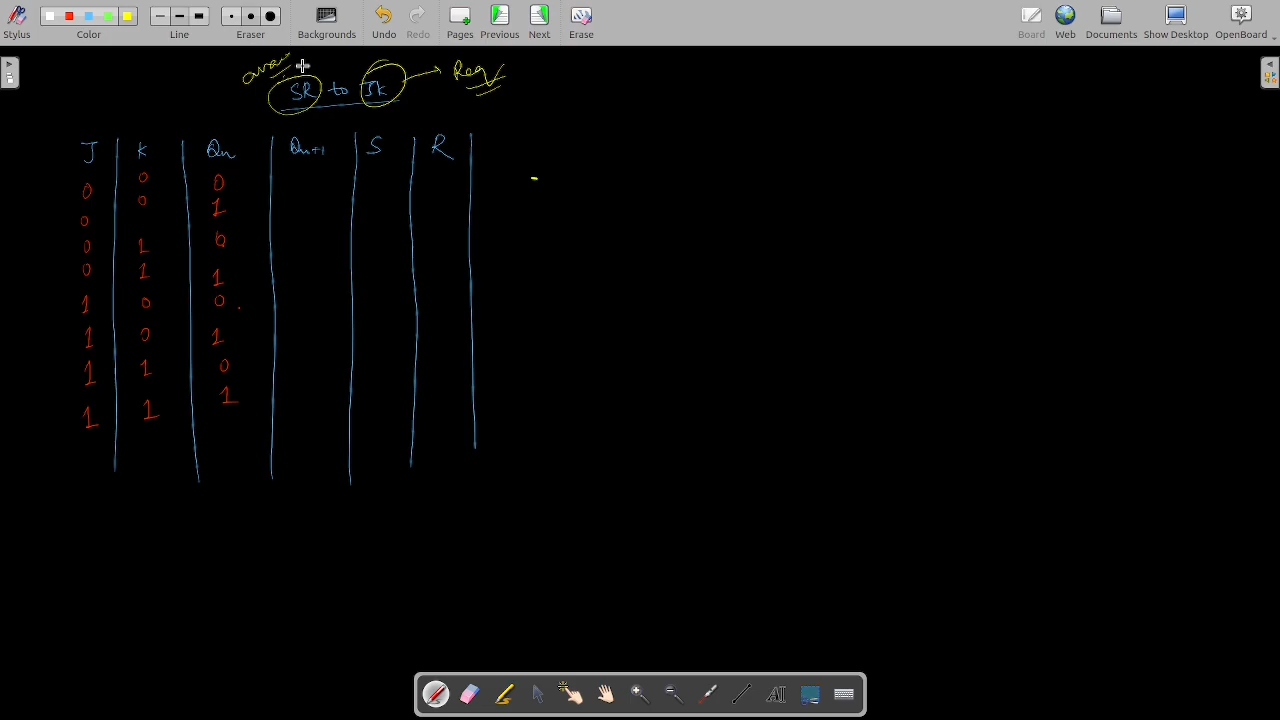 Stylus Color Line Eraser Backgrounds Undo Redo Pages Previous Next Erase Board Web Documents Show Desktop OpenBoard
SR to JK Req
J K Qn Qn+1 S R
0 0 0
0 1
0
0 1 0
0 1 1
1 0 0
1 0 1
1 1 0
1 1 1